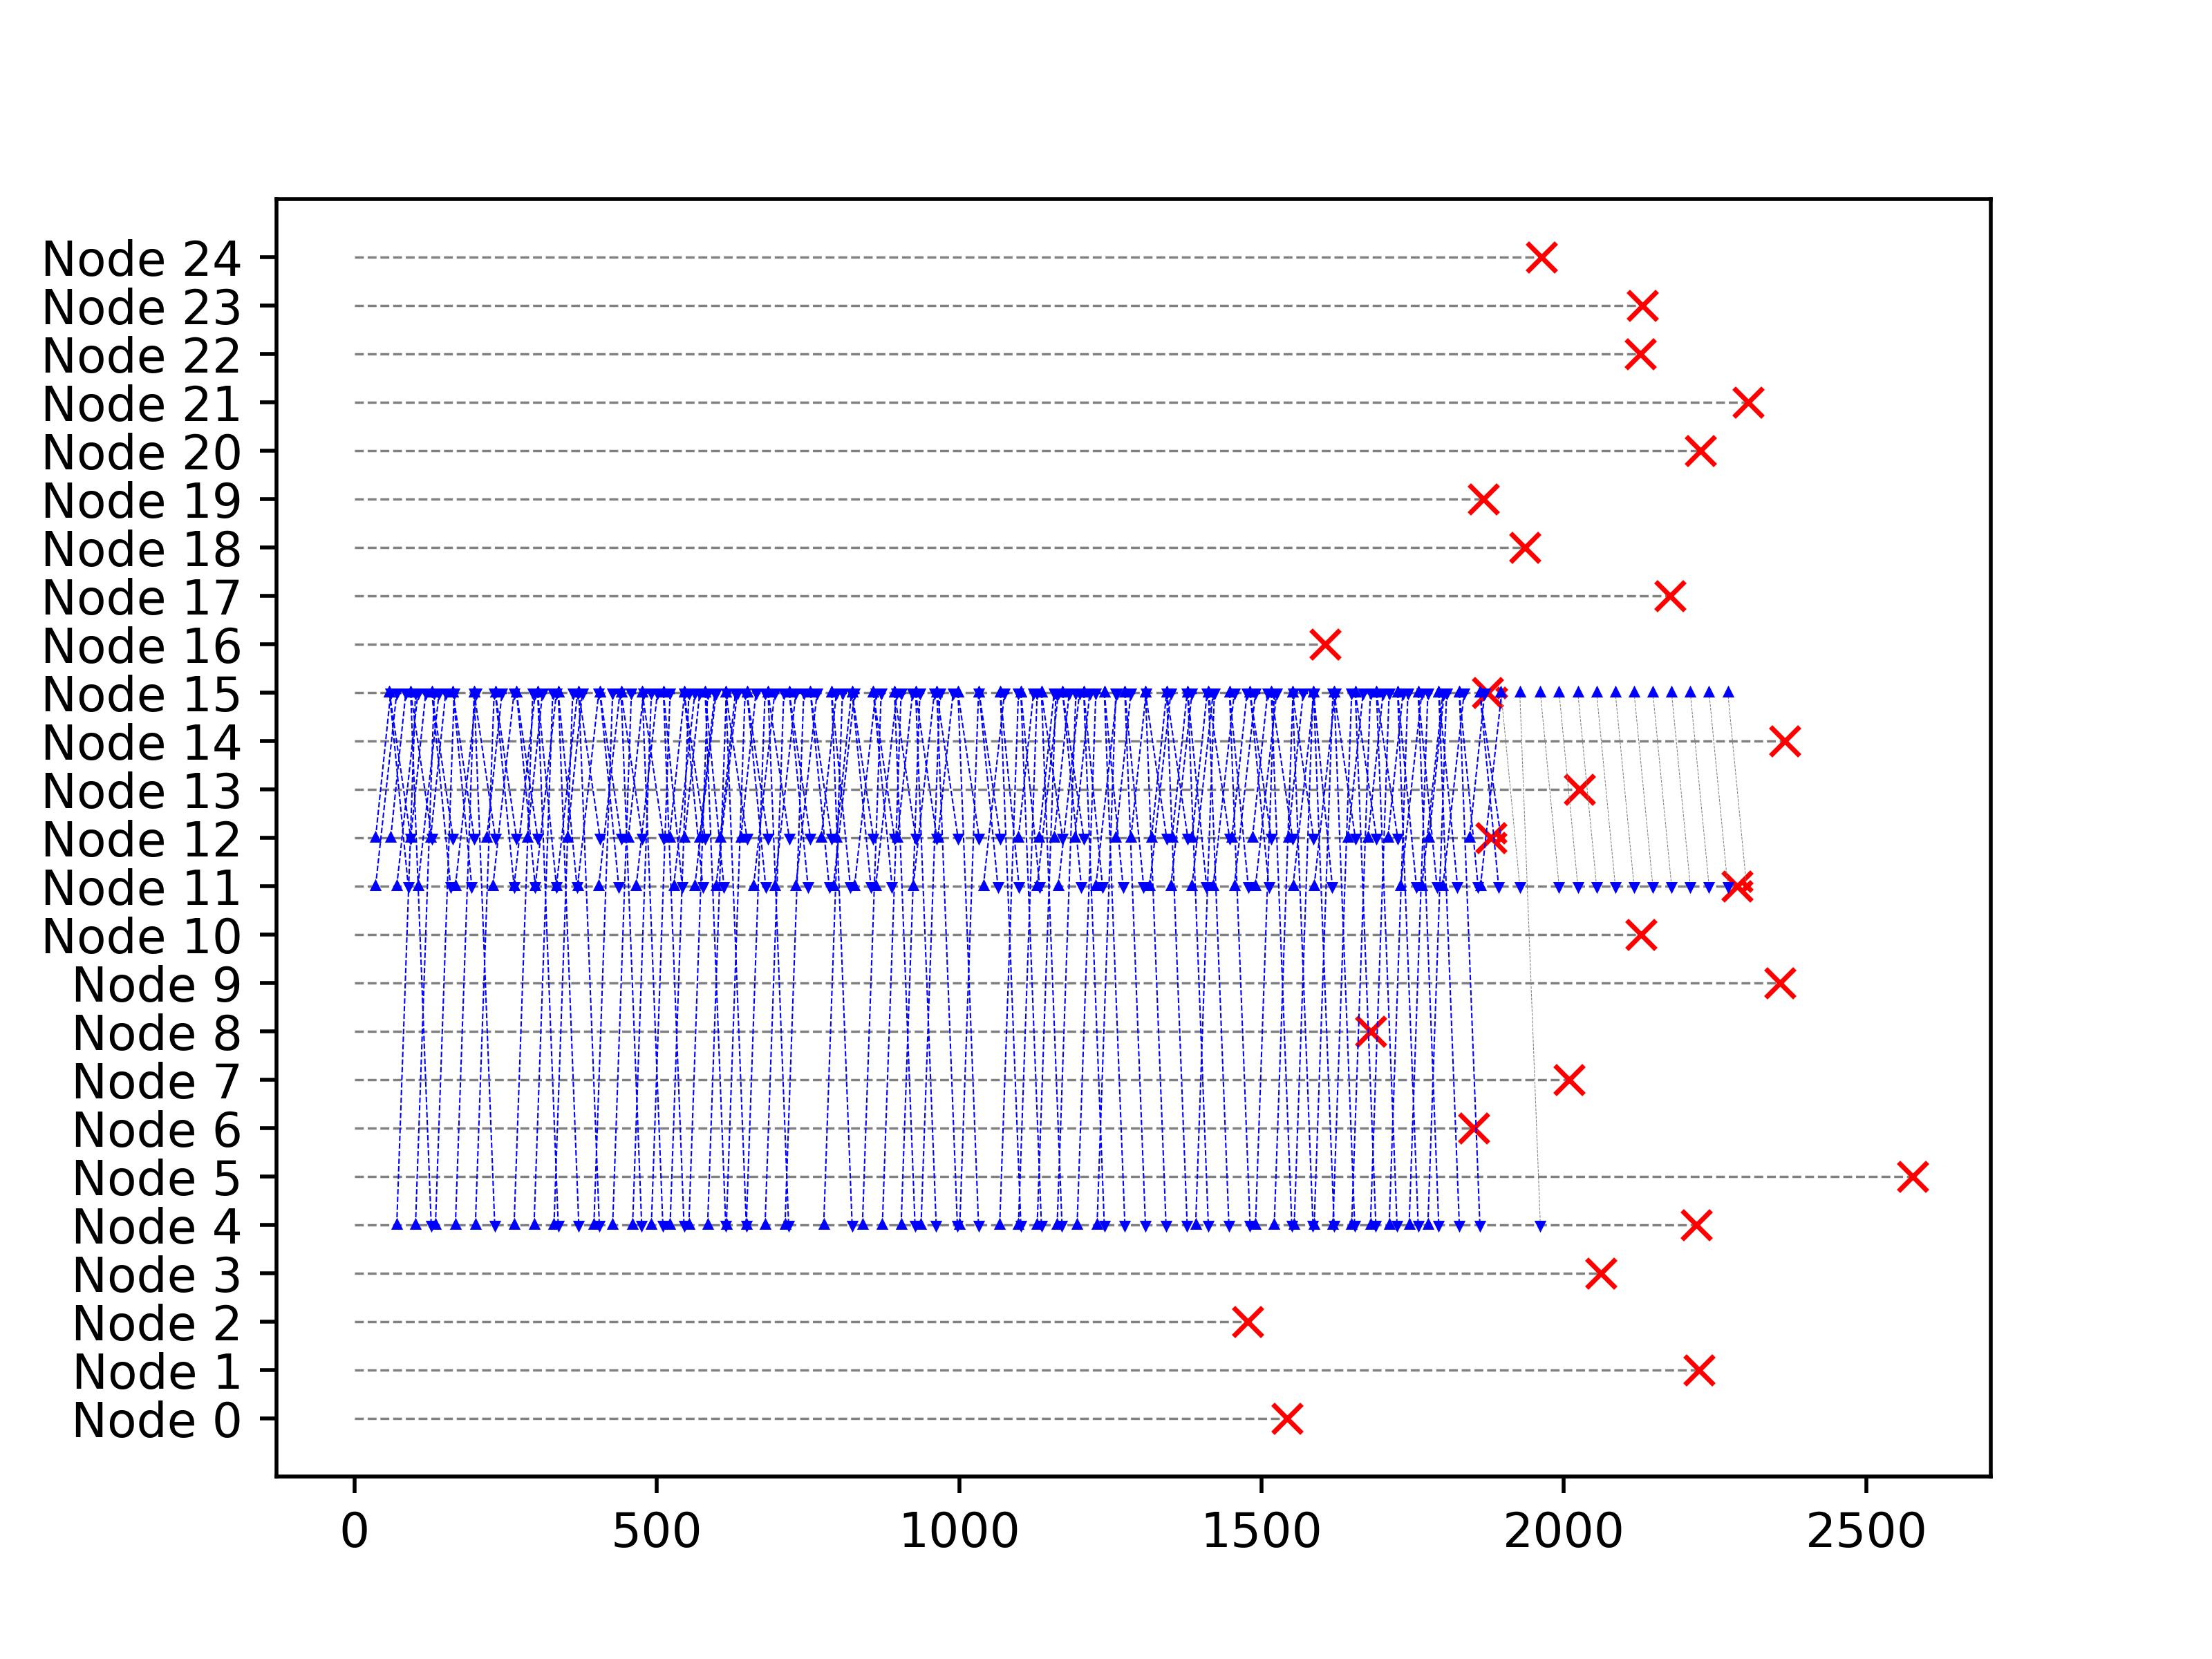 Node 24
Node 23
Node 22
Node 21
Node 20
Node 19
Node 18
Node 17
Node 16
Node 15
Node 14
Node 13
Node 12
Node 11
Node 10
Node 9
Node 8
Node 7
Node 6
Node 5
Node 4
Node 3
Node 2
Node 1
Node 0
0 500 1000 1500 2000 2500